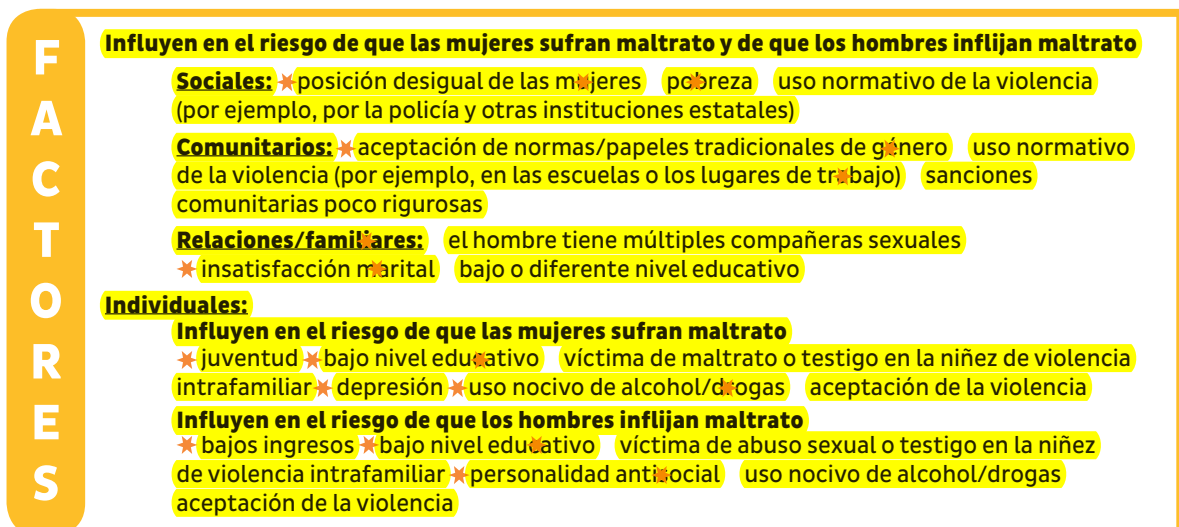 FACTORES
Influyen en el riesgo de que las mujeres sufran maltrato y de que los hombres inflijan maltrato
Sociales: posición desigual de las mujeres pobreza uso normativo de la violencia
(por ejemplo, por la policía y otras instituciones estatales)
Comunitarios: aceptación de normas/papeles tradicionales de género uso normativo
de la violencia (por ejemplo, en las escuelas o los lugares de trabajo) sanciones
comunitarias poco rigurosas
Relaciones/familiares: el hombre tiene múltiples compañeras sexuales
insatisfacción marital bajo o diferente nivel educativo
Individuales:
Influyen en el riesgo de que las mujeres sufran maltrato
juventud bajo nivel educativo víctima de maltrato o testigo en la niñez de violencia
intrafamiliar depresión uso nocivo de alcohol/drogas aceptación de la violencia
Influyen en el riesgo de que los hombres inflijan maltrato
bajos ingresos bajo nivel educativo víctima de abuso sexual o testigo en la niñez
de violencia intrafamiliar personalidad antisocial uso nocivo de alcohol/drogas
aceptación de la violencia